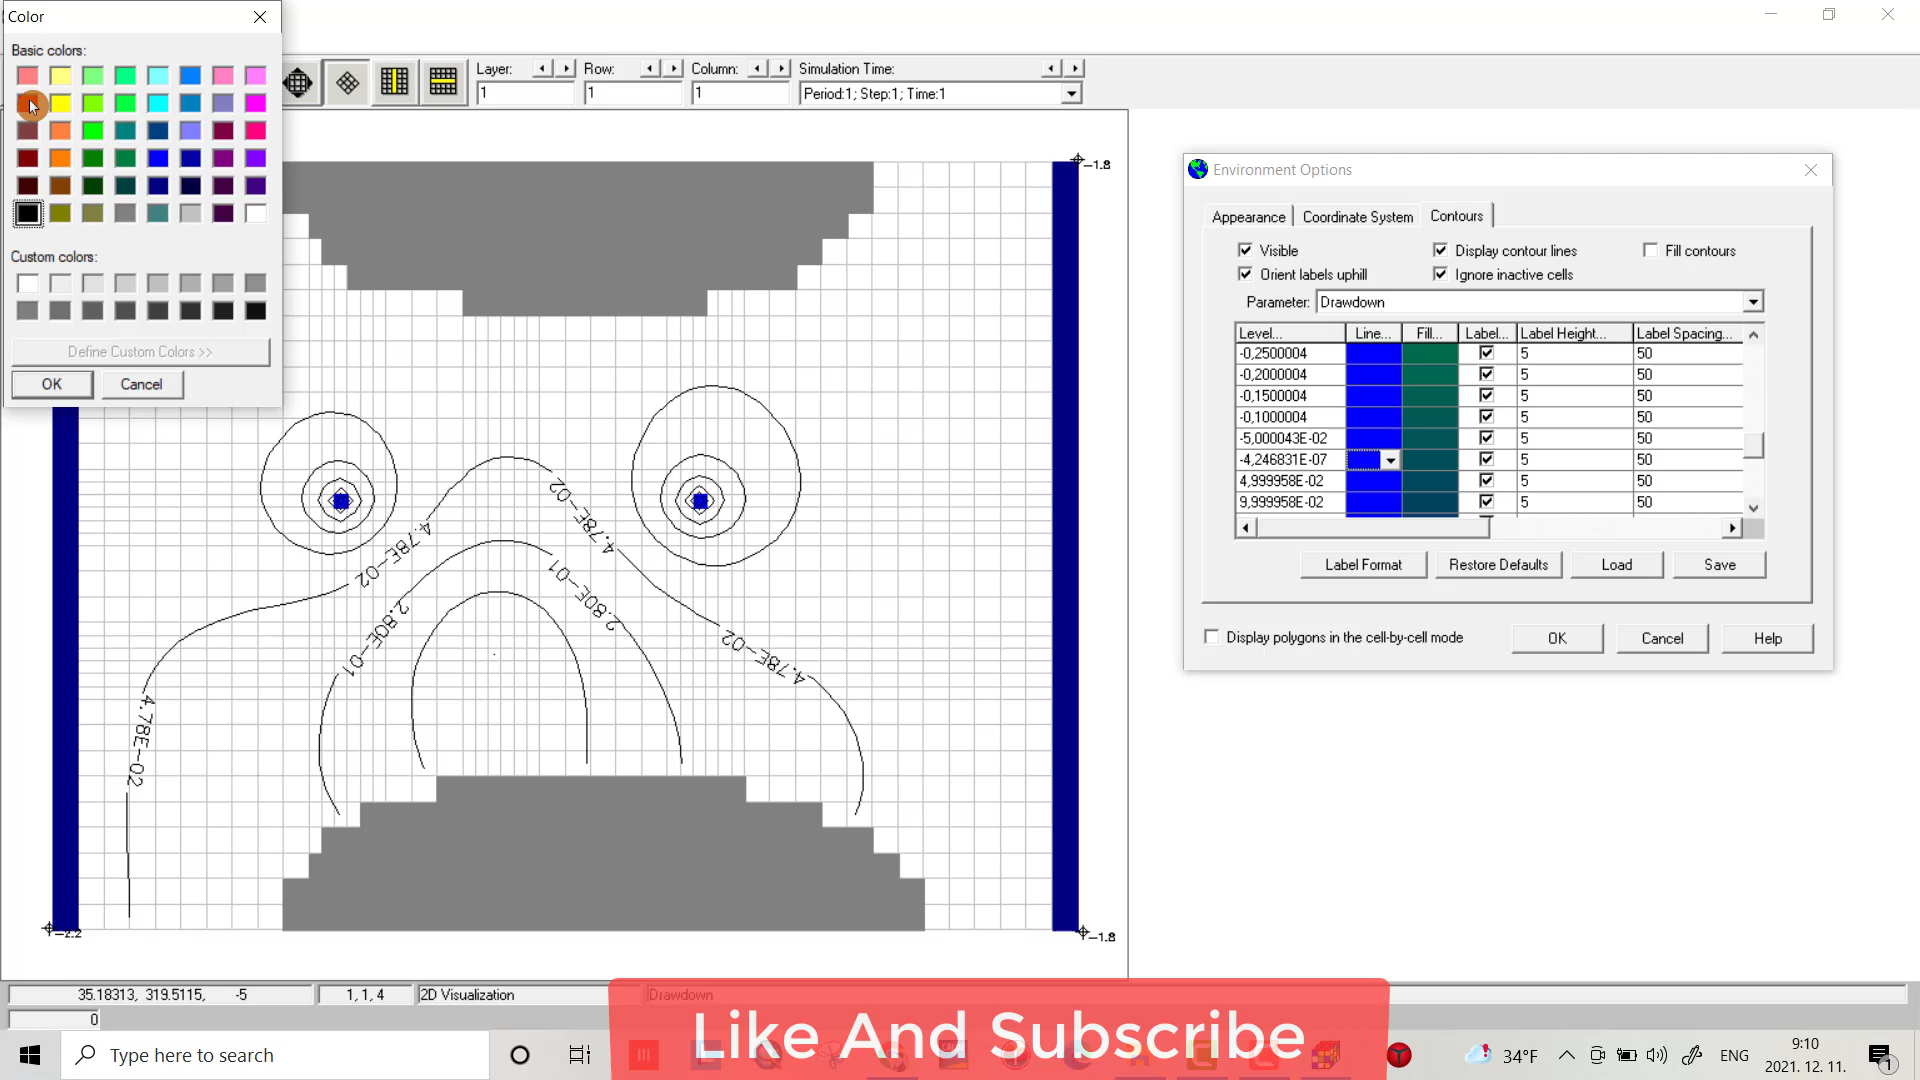 Color
Basic colors:
Custom colors:
Define Custom Colors >>
OK
Cancel
Layer:
1
Row:
1
Column:
1
Simulation Time:
Period:1; Step:1; Time:1
-1.8
4.78E-02
4.78E-02
4.78E-02
4.78E-02
2.80E-01
2.80E-01
-2.2
-1.8
Environment Options
Appearance
Coordinate System
Contours
Visible
Display contour lines
Fill contours
Orient labels uphill
Ignore inactive cells
Parameter: Drawdown
Level... Line... Fill... Label... Label Height... Label Spacing...
-0,2500004 5 50
-0,2000004 5 50
-0,1500004 5 50
-0,1000004 5 50
-5,000043E-02 5 50
-4,246831E-07 5 50
4,999958E-02 5 50
9,999958E-02 5 50
Label Format
Restore Defaults
Load
Save
Display polygons in the cell-by-cell mode
OK
Cancel
Help
35.18313, 319.5115, -5
1, 1, 4
2D Visualization
Drawdown
0
Like And Subscribe
Type here to search
34°F
ENG
9:10
2021. 12. 11.
1